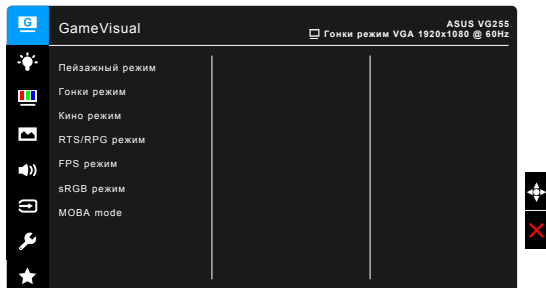 G
GameVisual
ASUS VG255
Гонки режим VGA 1920x1080 @ 60Hz
Пейзажный режим
Гонки режим
Кино режим
RTS/RPG режим
FPS режим
sRGB режим
MOBA mode